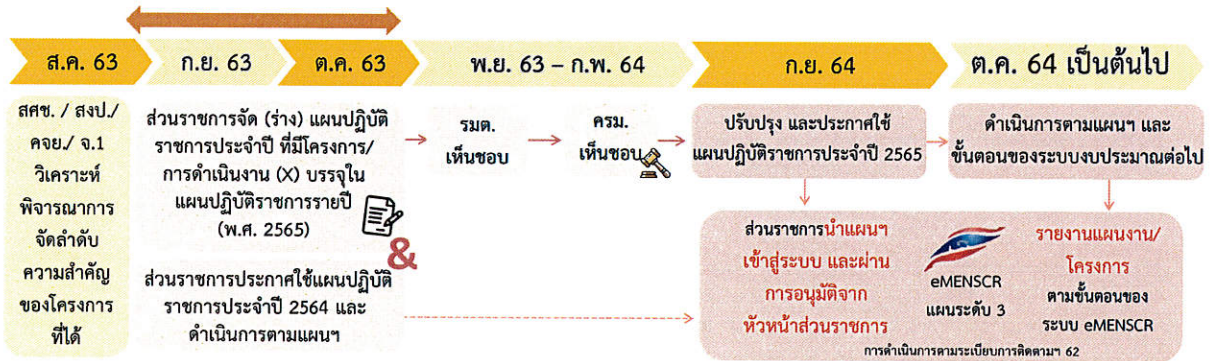 ส.ค. 63
ก.ย. 63
ต.ค. 63
พ.ย. 63 – ก.พ. 64
ก.ย. 64
ต.ค. 64 เป็นต้นไป
สศช. / สงป./
คจย./ จ.1
วิเคราะห์
พิจารณาการ
จัดลำดับ
ความสำคัญ
ของโครงการ
ที่ได้
ส่วนราชการจัด (ร่าง) แผนปฏิบัติ
ราชการประจำปี ที่มีโครงการ/
การดำเนินงาน (X) บรรจุใน
แผนปฏิบัติราชการรายปี
(พ.ศ. 2565)
&
ส่วนราชการประกาศใช้แผนปฏิบัติ
ราชการประจำปี 2564 และ
ดำเนินการตามแผนฯ
รมต.
เห็นชอบ
ครม.
เห็นชอบ
ปรับปรุง และประกาศใช้
แผนปฏิบัติราชการประจำปี 2565
ดำเนินการตามแผนฯ และ
ขั้นตอนของระบบงบประมาณต่อไป
ส่วนราชการนำแผนฯ
เข้าสู่ระบบ และผ่าน
การอนุมัติจาก
หัวหน้าส่วนราชการ
eMENSCR
แผนระดับ 3
รายงานแผนงาน/
โครงการ
ตามขั้นตอนของ
ระบบ eMENSCR
การดำเนินการตามระเบียบการติดตามฯ 62